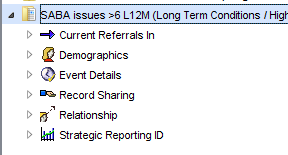 SABA issues >6 L12M (Long Term Conditions / High
Current Referrals In
Demographics
Event Details
Record Sharing
Relationship
Strategic Reporting ID